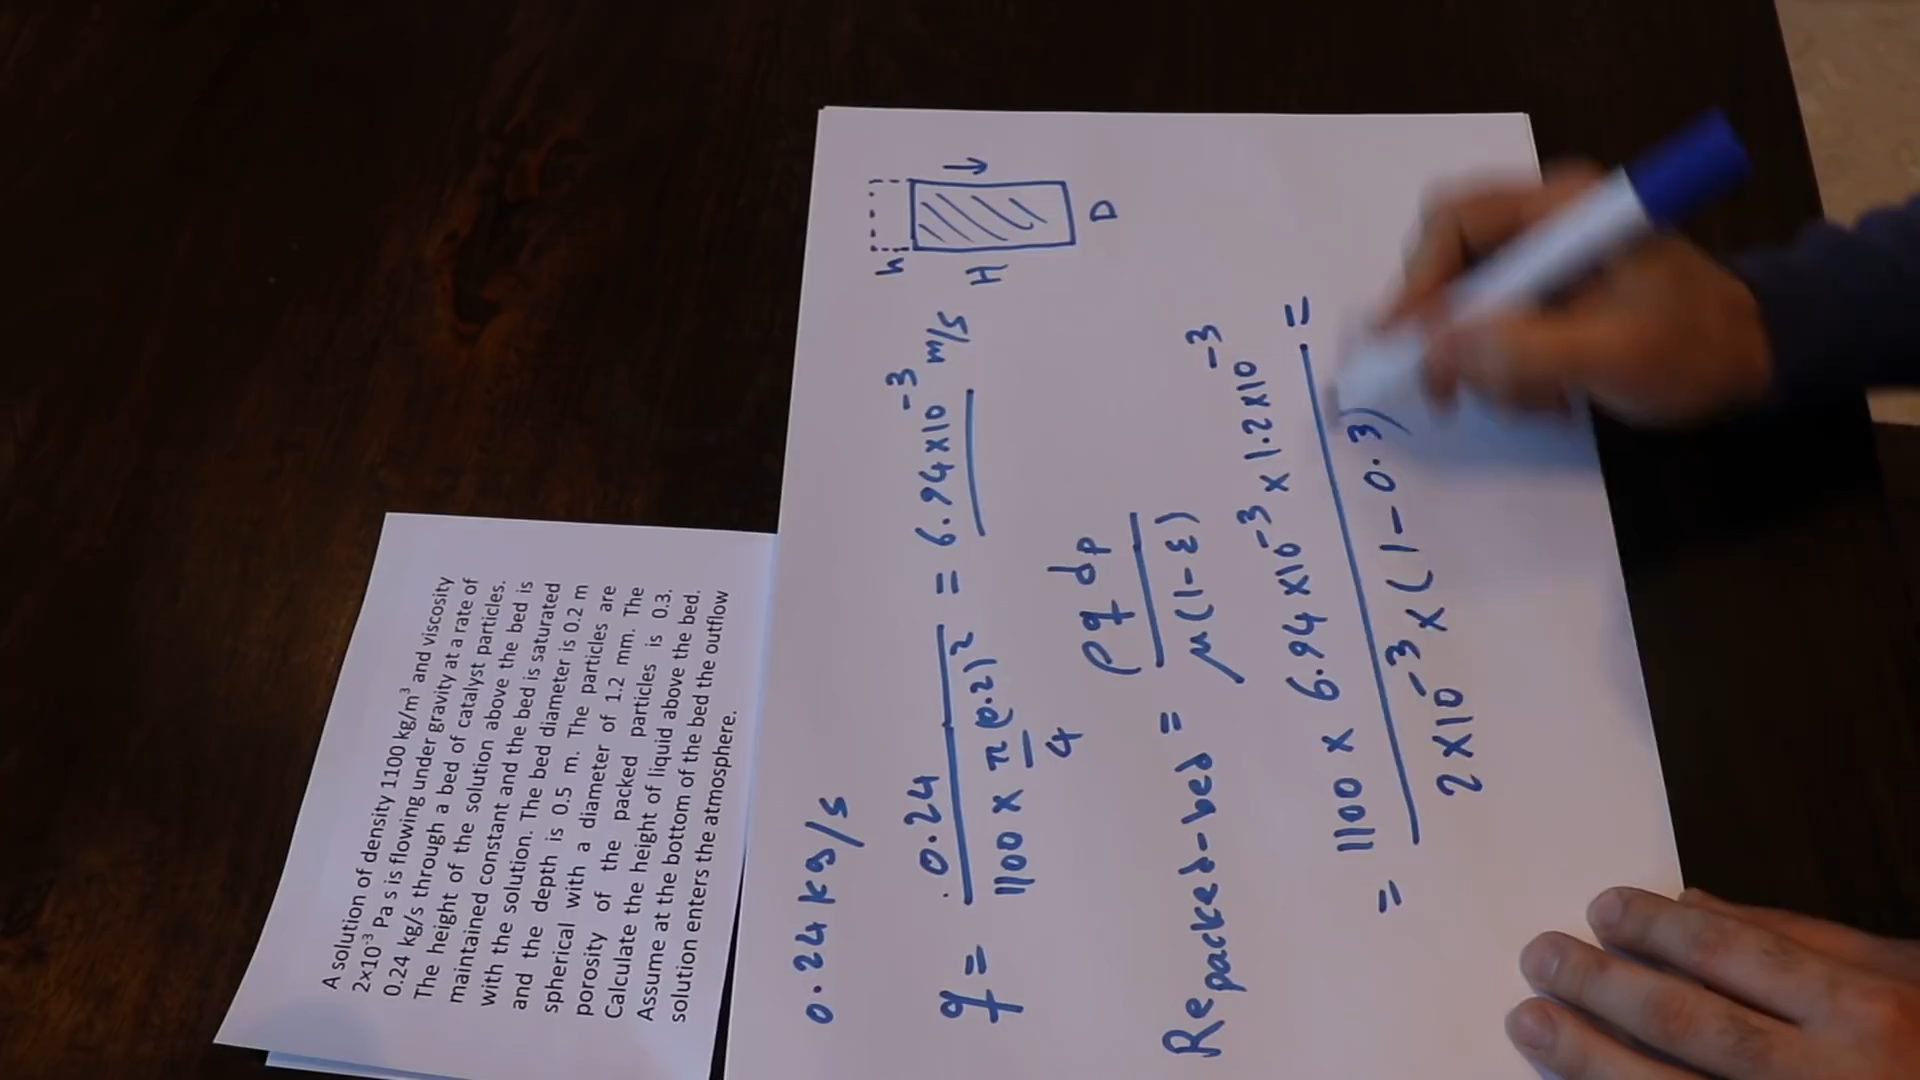 A solution of density 1100 kg/m³ and viscosity
2×10⁻³ Pa s is flowing under gravity at a rate of
0.24 kg/s through a bed of catalyst particles.
The height of the solution above the bed is
maintained constant and the bed is saturated
with the solution. The bed diameter is 0.2 m
and the depth is 0.5 m. The particles are
spherical with a diameter of 1.2 mm. The
porosity of the packed particles is 0.3.
Calculate the height of liquid above the bed.
Assume at the bottom of the bed the outflow
solution enters the atmosphere.
0.24 kg/s
h
H
D
q = 0.24 / 1100 × π/4 (0.2)² = 6.94×10⁻³ m/s
Re packed-bed = ρ q dp / μ(1-ε)
= 1100 × 6.94×10⁻³ × 1.2×10⁻³ / 2×10⁻³ × (1-0.3) =